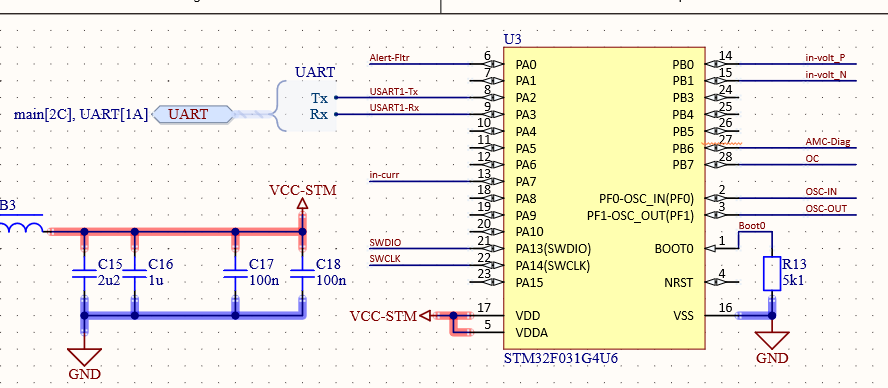 U3
Alert-Fltr 6 PA0 PB0 14 in-volt_P
7 PA1 PB1 15 in-volt_N
UART
Tx USART1-Tx 8 PA2 PB3 24
main[2C], UART[1A] UART Rx USART1-Rx 9 PA3 PB4 25
10 PA4 PB5 26
11 PA5 PB6 27 AMC-Diag
12 PA6 PB7 28 OC
in-curr 13 PA7
VCC-STM
18 PA8 PF0-OSC_IN(PF0) 2 OSC-IN
B3
19 PA9 PF1-OSC_OUT(PF1) 3 OSC-OUT
20 PA10
Boot0
SWDIO 21 PA13(SWDIO) BOOT0 1
SWCLK 22 PA14(SWCLK)
C15 C16 C17 C18 R13
2u2 1u 100n 100n 5k1
23 PA15 NRST 4
VCC-STM 17 VDD VSS 16
5 VDDA
STM32F031G4U6
GND
GND